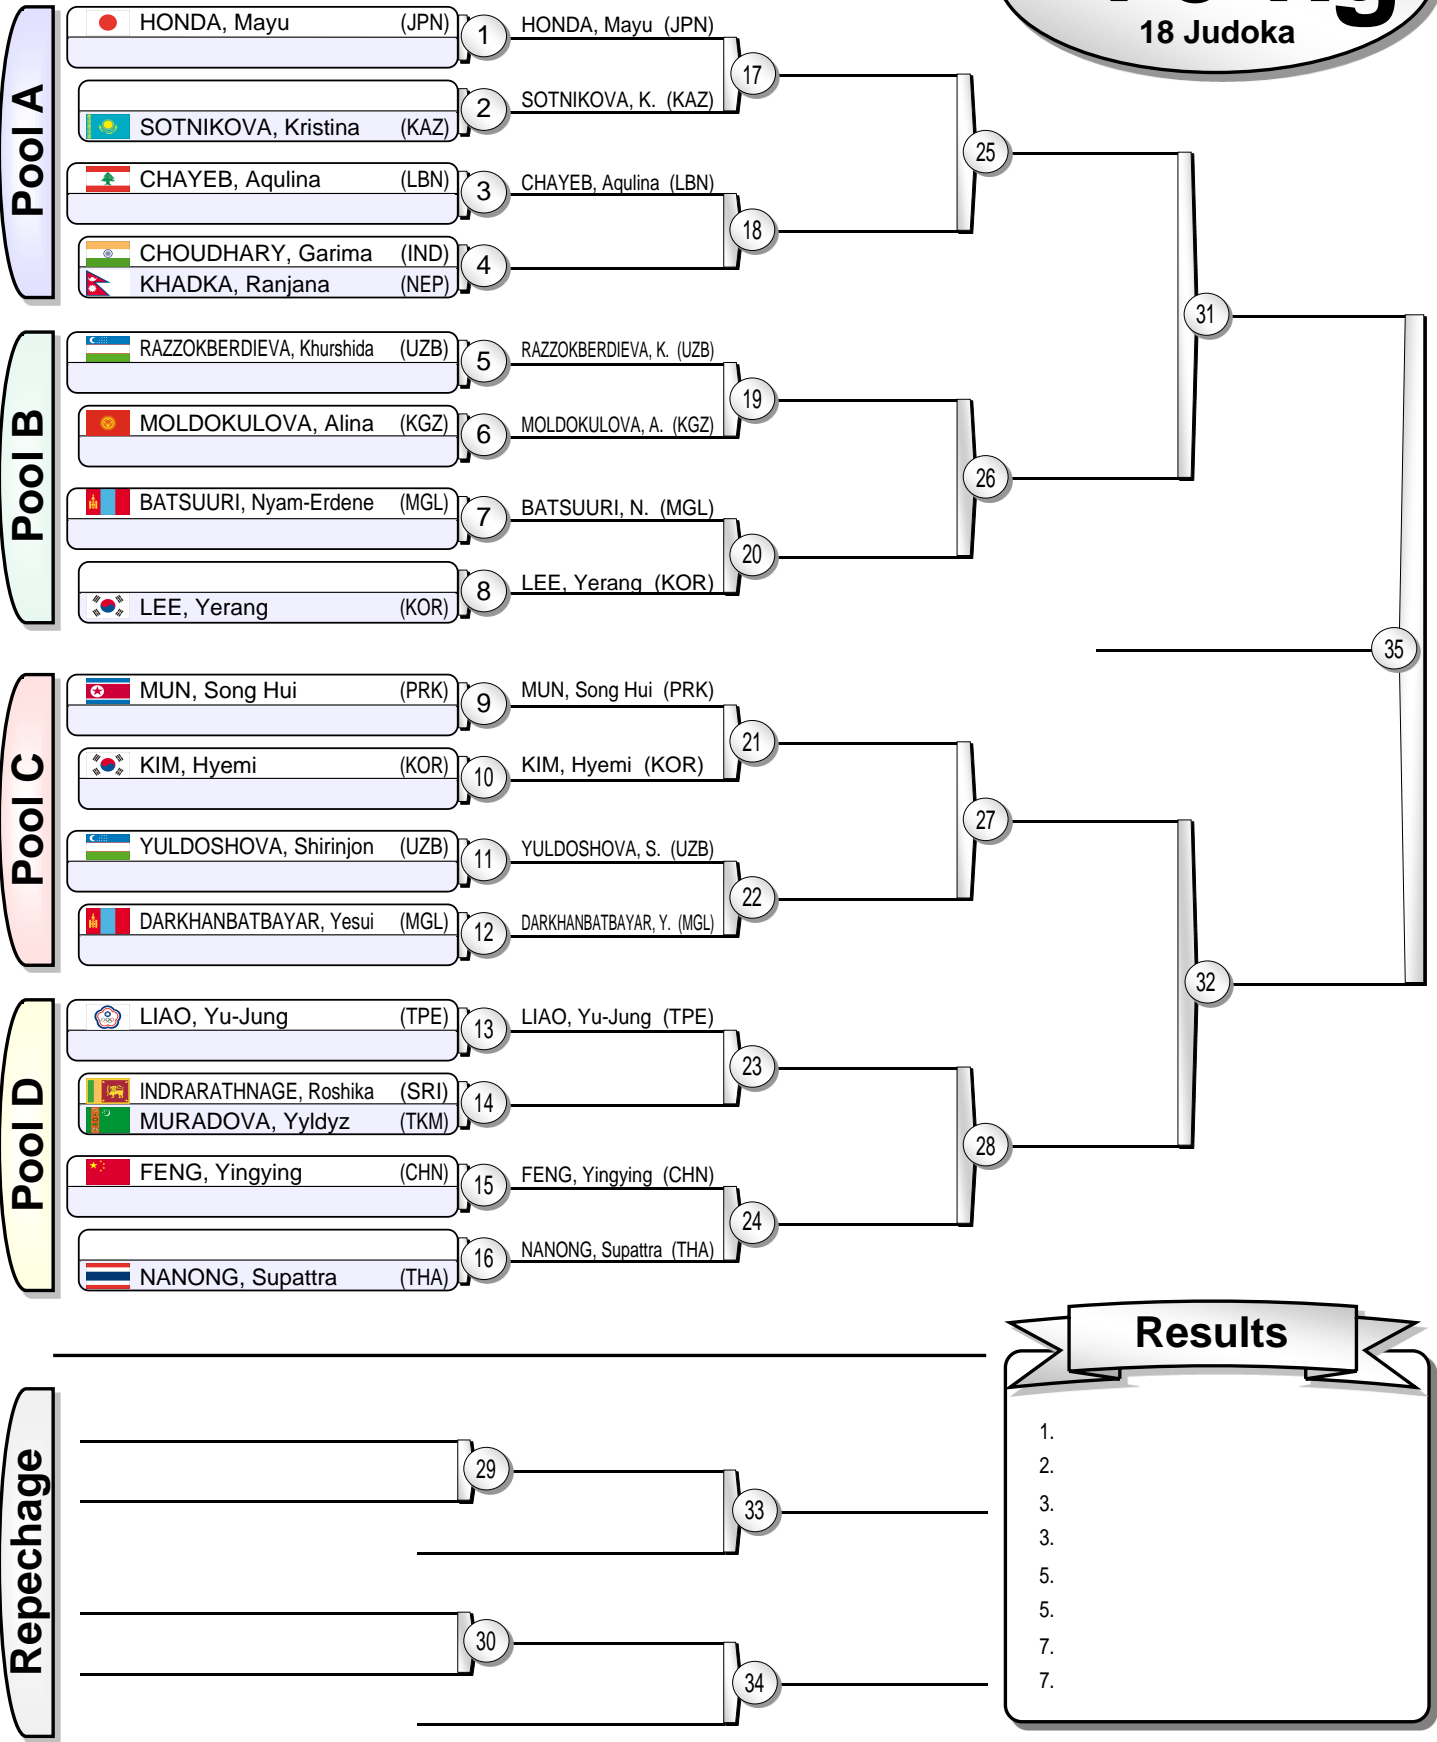 18 Judoka
Pool A
HONDA, Mayu (JPN)
1
HONDA, Mayu (JPN)
17
2
SOTNIKOVA, Kristina (KAZ)
SOTNIKOVA, K. (KAZ)
25
CHAYEB, Aqulina (LBN)
3
CHAYEB, Aqulina (LBN)
18
CHOUDHARY, Garima (IND)
4
KHADKA, Ranjana (NEP)
31
Pool B
RAZZOKBERDIEVA, Khurshida (UZB)
5
RAZZOKBERDIEVA, K. (UZB)
19
MOLDOKULOVA, Alina (KGZ)
6
MOLDOKULOVA, A. (KGZ)
26
BATSUURI, Nyam-Erdene (MGL)
7
BATSUURI, N. (MGL)
20
8
LEE, Yerang (KOR)
LEE, Yerang (KOR)
35
Pool C
MUN, Song Hui (PRK)
9
MUN, Song Hui (PRK)
21
KIM, Hyemi (KOR)
10
KIM, Hyemi (KOR)
27
YULDOSHOVA, Shirinjon (UZB)
11
YULDOSHOVA, S. (UZB)
22
DARKHANBATBAYAR, Yesui (MGL)
12
DARKHANBATBAYAR, Y. (MGL)
32
Pool D
LIAO, Yu-Jung (TPE)
13
LIAO, Yu-Jung (TPE)
23
INDRARATHNAGE, Roshika (SRI)
14
MURADOVA, Yyldyz (TKM)
28
FENG, Yingying (CHN)
15
FENG, Yingying (CHN)
24
16
NANONG, Supattra (THA)
NANONG, Supattra (THA)
Repechage
29
33
30
34
Results
1.
2.
3.
3.
5.
5.
7.
7.